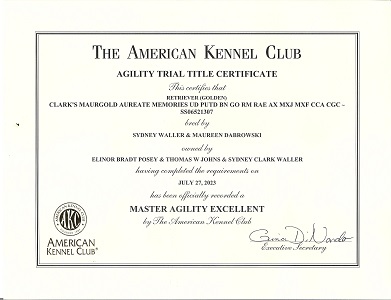 THE AMERICAN KENNEL CLUB
AGILITY TRIAL TITLE CERTIFICATE
This certifies that
RETRIEVER (GOLDEN)
CLARK'S MAURGOLD AUREATE MEMORIES UD PUTD BN GO RM RAE AX MXJ MXF CCA CGC -
SS06521307
bred by
SYDNEY WALLER & MAUREEN DABROWSKI
owned by
ELINOR BRADT POSEY & THOMAS W JOHNS & SYDNEY CLARK WALLER
having completed the requirements on
JULY 27, 2023
has been officially recorded a
MASTER AGILITY EXCELLENT
by The American Kennel Club
AKC
AMERICAN
KENNEL CLUB®
Executive Secretary